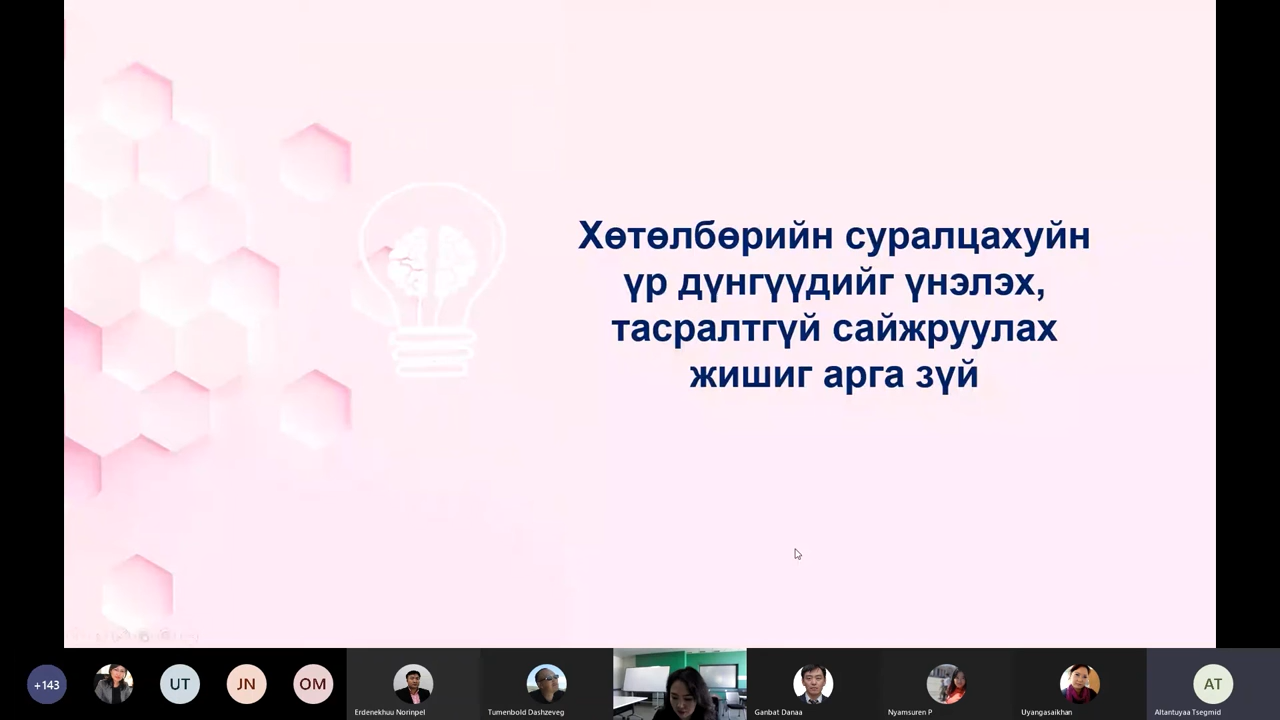 Хөтөлбөрийн суралцахуйн
үр дүнгүүдийг үнэлэх,
тасралтгүй сайжруулах
жишиг арга зүй
+143
UT
JN
OM
Erdenekhuu Norinpel
Tumenbold Dashzeveg
Ganbat Danaa
Nyamsuren P
Uyangasaikhan
AT
Altantuyaa Tsegmid